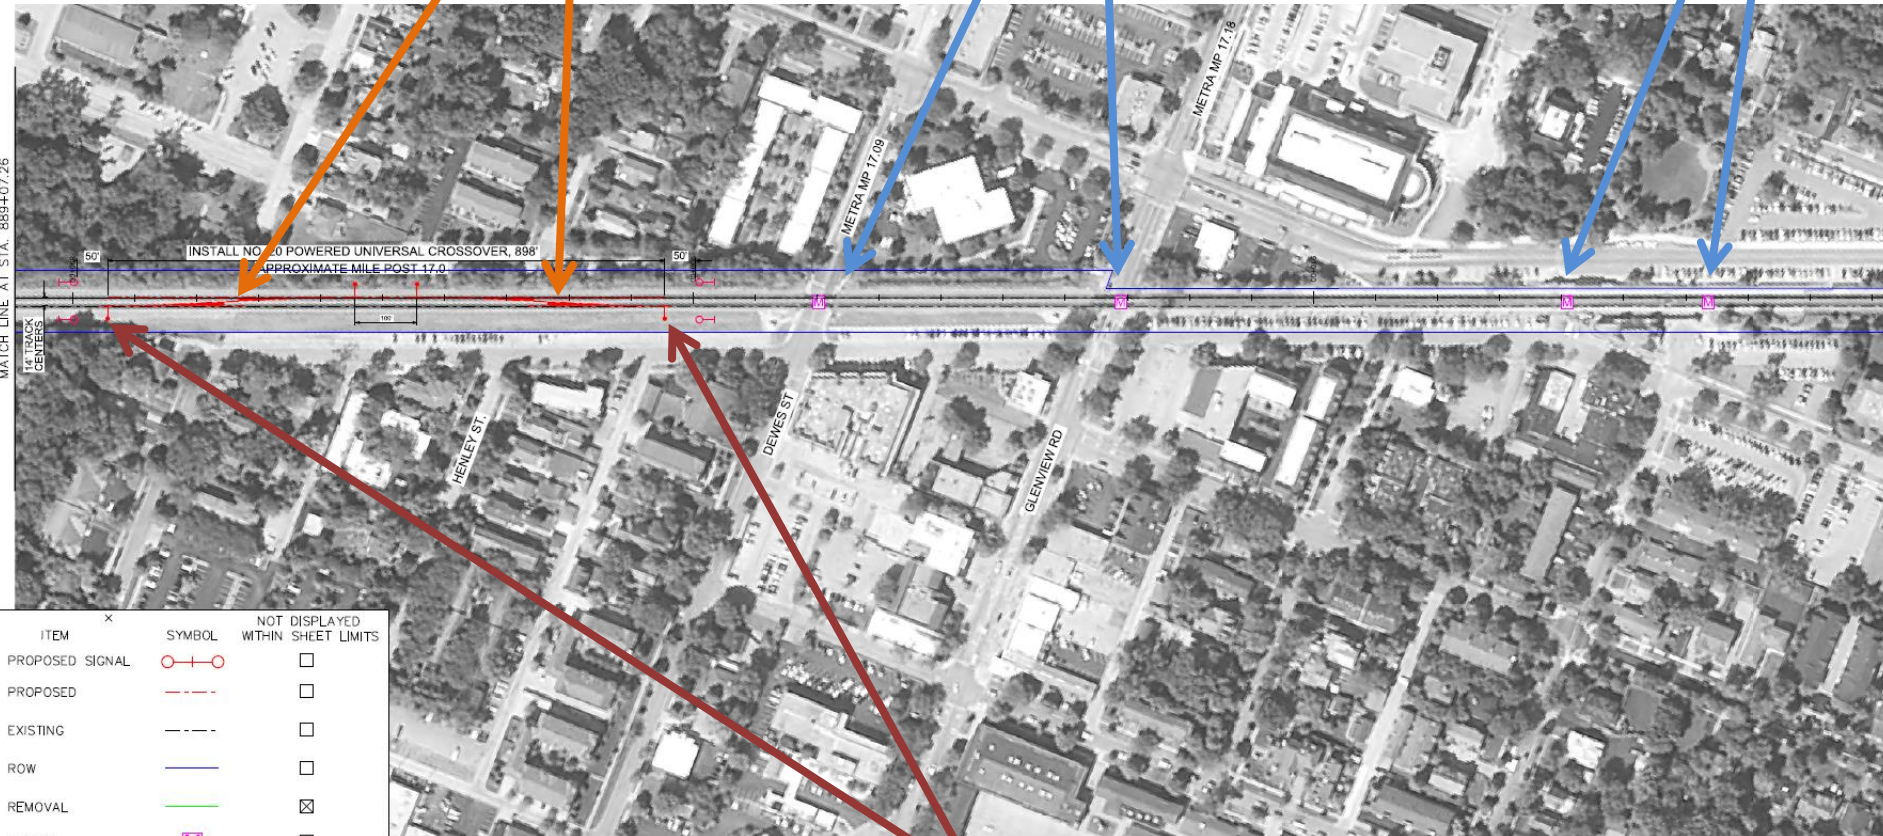 METRA MP 17.18
METRA MP 17.09
MATCH LINE AT STA. 889+07.26
50'
INSTALL NO. 20 POWERED UNIVERSAL CROSSOVER, 898'
50'
APPROXIMATE MILE POST 17.0
100'
14' TRACK
CENTERS
HENLEY ST.
DEWES ST
GLENVIEW RD
ITEM
SYMBOL
NOT DISPLAYED
WITHIN SHEET LIMITS
PROPOSED SIGNAL
PROPOSED
EXISTING
ROW
REMOVAL